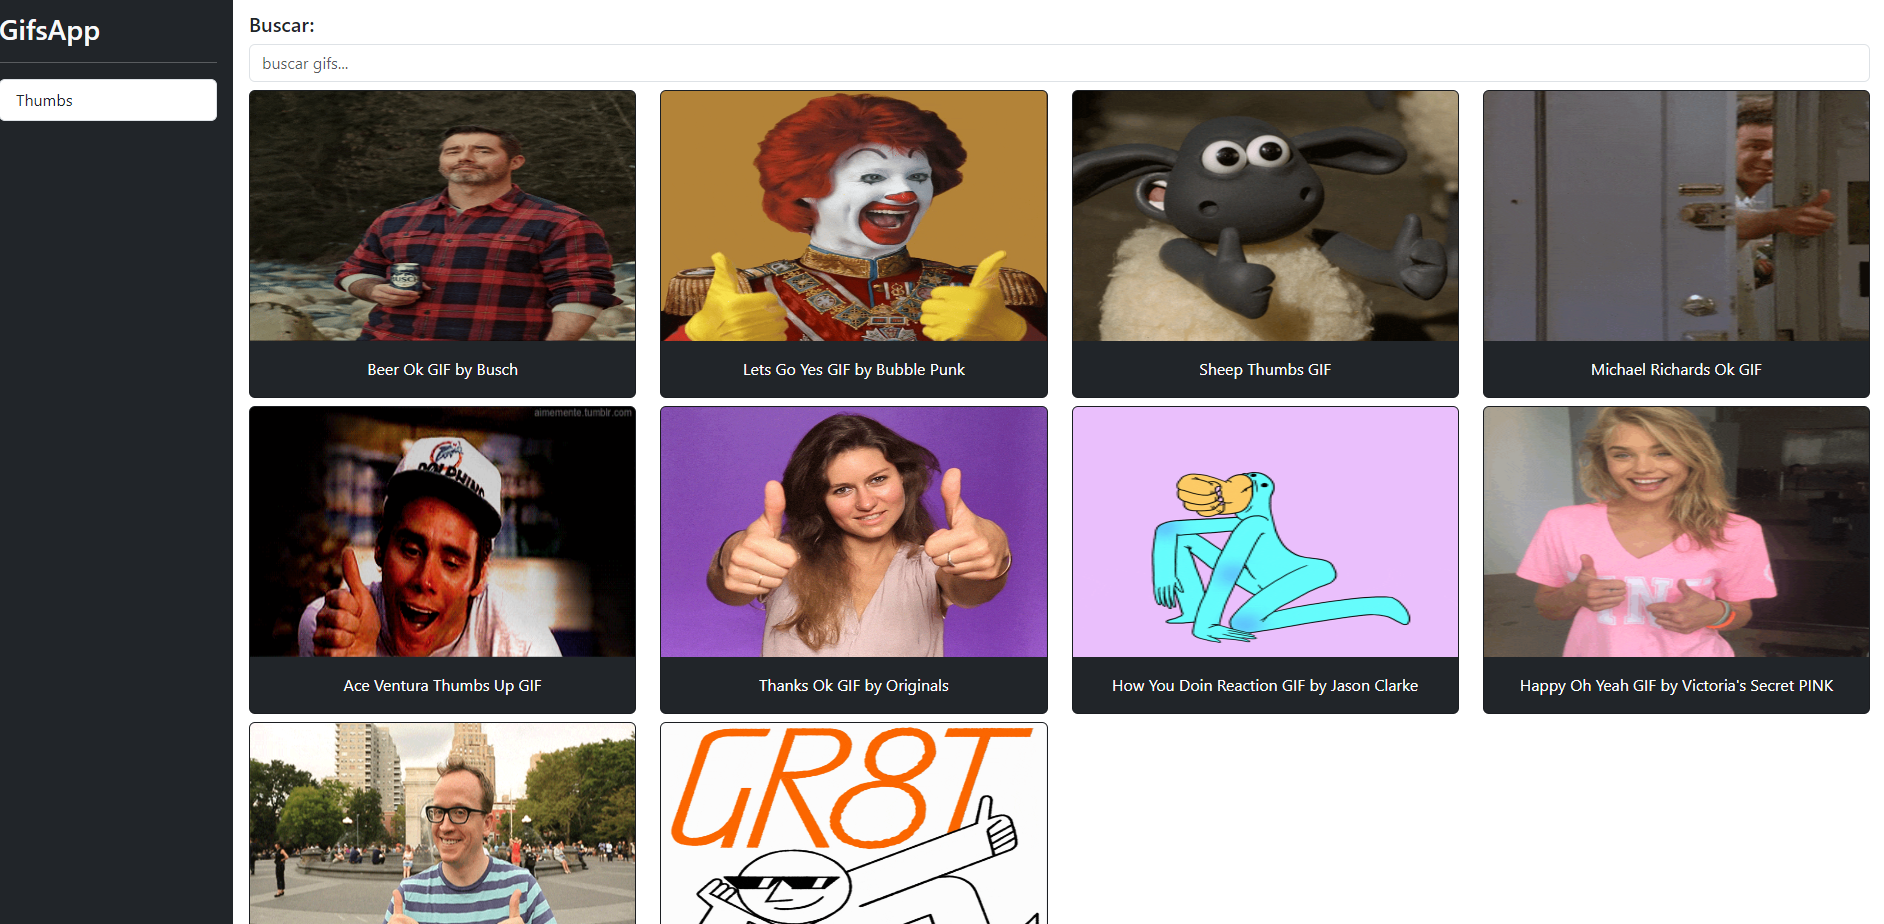 GifsApp
Thumbs
Buscar:
buscar gifs...
Beer Ok GIF by Busch
Lets Go Yes GIF by Bubble Punk
Sheep Thumbs GIF
Michael Richards Ok GIF
aimemente.tumblr.com
DOLPHINS
PINK
Ace Ventura Thumbs Up GIF
Thanks Ok GIF by Originals
How You Doin Reaction GIF by Jason Clarke
Happy Oh Yeah GIF by Victoria's Secret PINK
GR8T